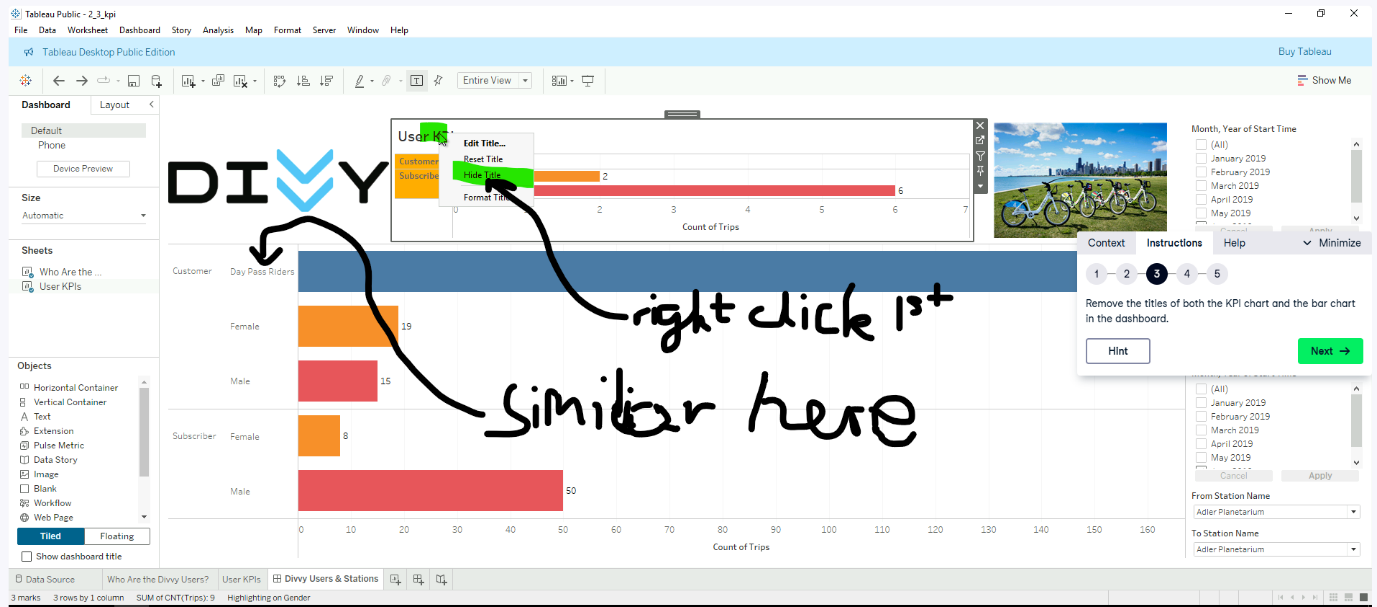 Tableau Public - 2_3_kpi
File Data Worksheet Dashboard Story Analysis Map Format Server Window Help
Tableau Desktop Public Edition Buy Tableau
Entire View Show Me
Dashboard Layout
Default
Phone
Device Preview
Size
Automatic
Sheets
Who Are the ...
User KPIs
Objects
Horizontal Container
Vertical Container
Text
Extension
Pulse Metric
Data Story
Image
Blank
Workflow
Web Page
Tiled Floating
Show dashboard title
DIVVY
User KPI
Customer
Subscribe
Edit Title...
Reset Title
Hide Title
Format Title
2
6
0 2 3 4 5 6 7
Count of Trips
Month, Year of Start Time
(All)
January 2019
February 2019
March 2019
April 2019
May 2019
Cancel Apply
Context Instructions Help Minimize
1 2 3 4 5
Remove the titles of both the KPI chart and the bar chart
in the dashboard.
Hint Next
right click 1st
similar here
Customer Day Pass Riders
Female 19
Male 15
Subscriber Female 8
Male 50
0 10 20 30 40 50 60 70 80 90 100 110 120 130 140 150 160
Count of Trips
Month, Year of Start Time
(All)
January 2019
February 2019
March 2019
April 2019
May 2019
Cancel Apply
From Station Name
Adler Planetarium
To Station Name
Adler Planetarium
Data Source Who Are the Divvy Users? User KPIs Divvy Users & Stations
3 marks 3 rows by 1 column SUM of CNT(Trips): 9 Highlighting on Gender